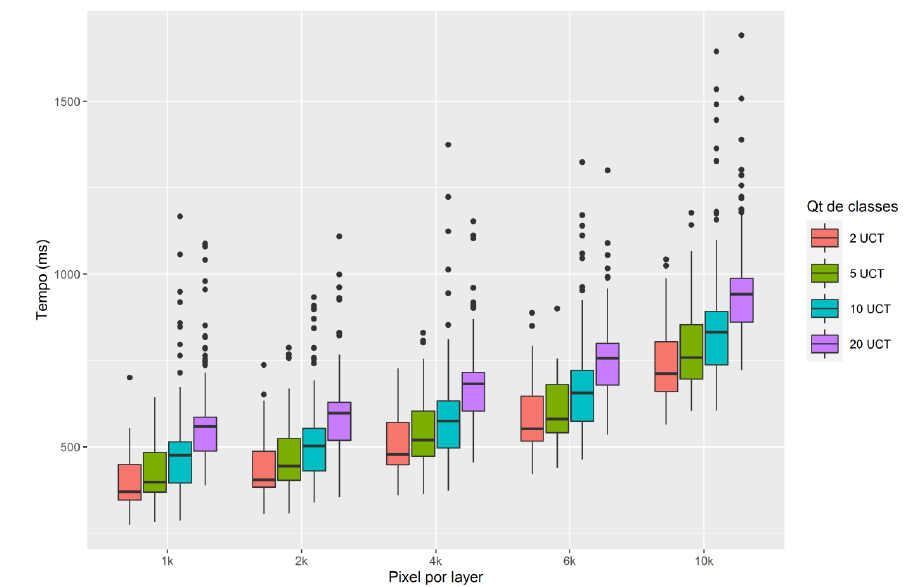 1500
1000
500
Tempo (ms)
1k 2k 4k 6k 10k
Pixel por layer
Qt de classes
2 UCT
5 UCT
10 UCT
20 UCT